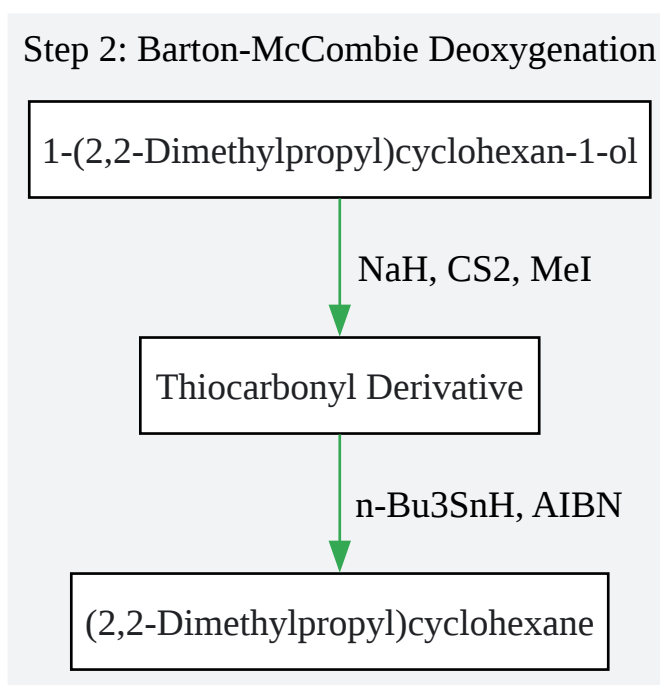 Step 2: Barton-McCombie Deoxygenation
1-(2,2-Dimethylpropyl)cyclohexan-1-ol
NaH, CS2, MeI
Thiocarbonyl Derivative
n-Bu3SnH, AIBN
(2,2-Dimethylpropyl)cyclohexane